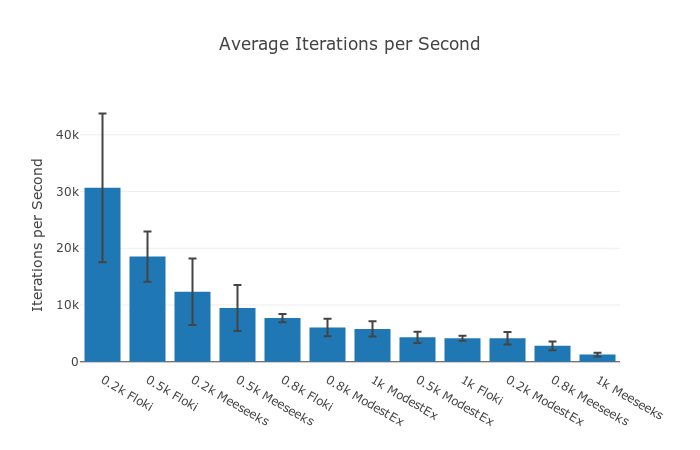 Average Iterations per Second
Iterations per Second
40k
30k
20k
10k
0
0.2k Floki
0.5k Floki
0.2k Meeseeks
0.5k Meeseeks
0.8k Floki
0.8k ModestEx
1k ModestEx
0.5k ModestEx
1k Floki
0.2k ModestEx
0.8k Meeseeks
1k Meeseeks